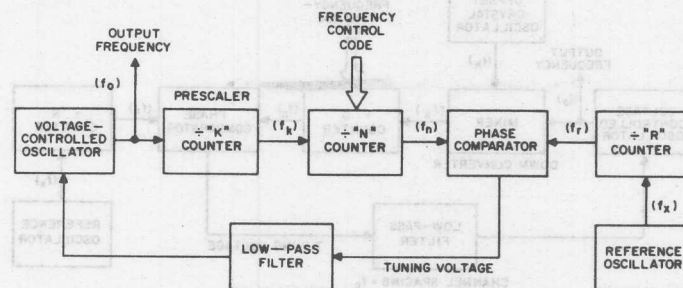 OUTPUT
FREQUENCY
FREQUENCY
CONTROL
CODE
(fo)
PRESCALER
VOLTAGE–
CONTROLLED
OSCILLATOR
÷ "K"
COUNTER
(fk)
÷ "N"
COUNTER
(fn)
PHASE
COMPARATOR
(fr)
÷ "R"
COUNTER
(fx)
LOW–PASS
FILTER
TUNING VOLTAGE
REFERENCE
OSCILLATOR